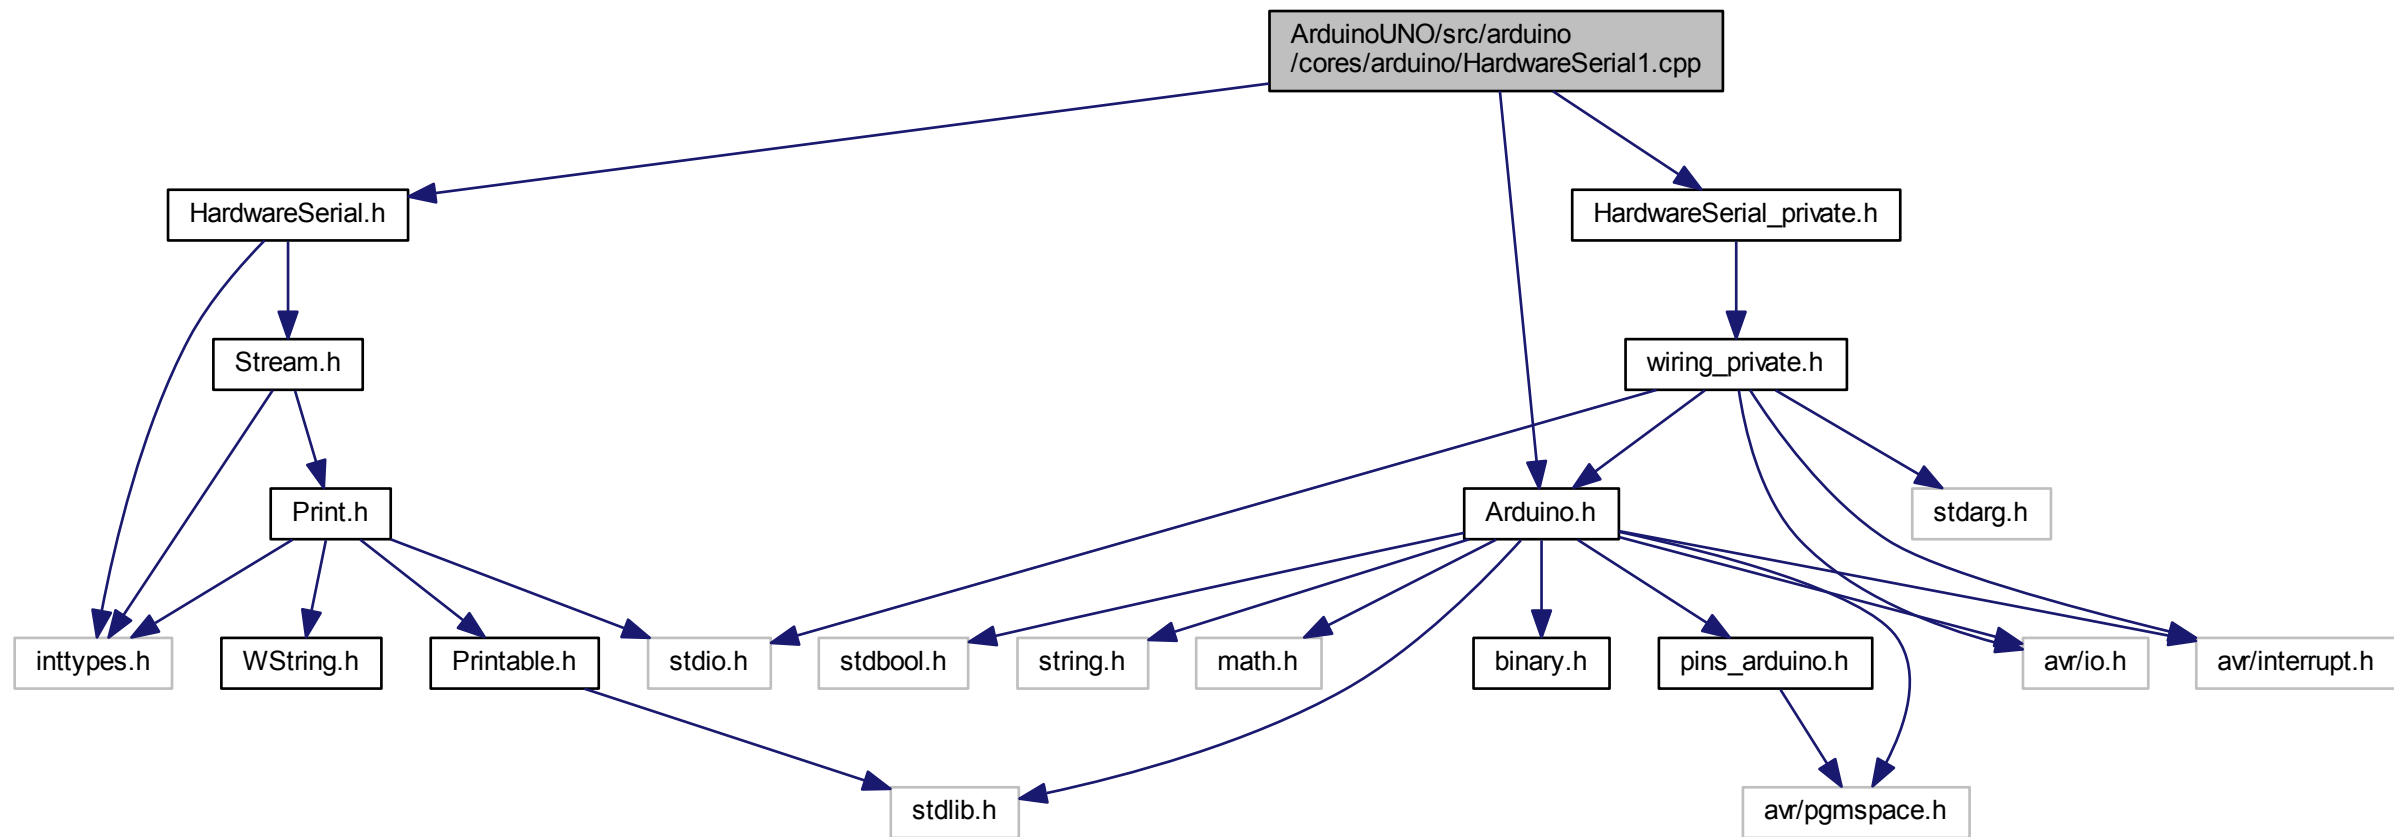 ArduinoUNO/src/arduino
/cores/arduino/HardwareSerial1.cpp
HardwareSerial.h
HardwareSerial_private.h
Stream.h
wiring_private.h
Print.h
Arduino.h
stdarg.h
inttypes.h
WString.h
Printable.h
stdio.h
stdbool.h
string.h
math.h
binary.h
pins_arduino.h
avr/io.h
avr/interrupt.h
stdlib.h
avr/pgmspace.h